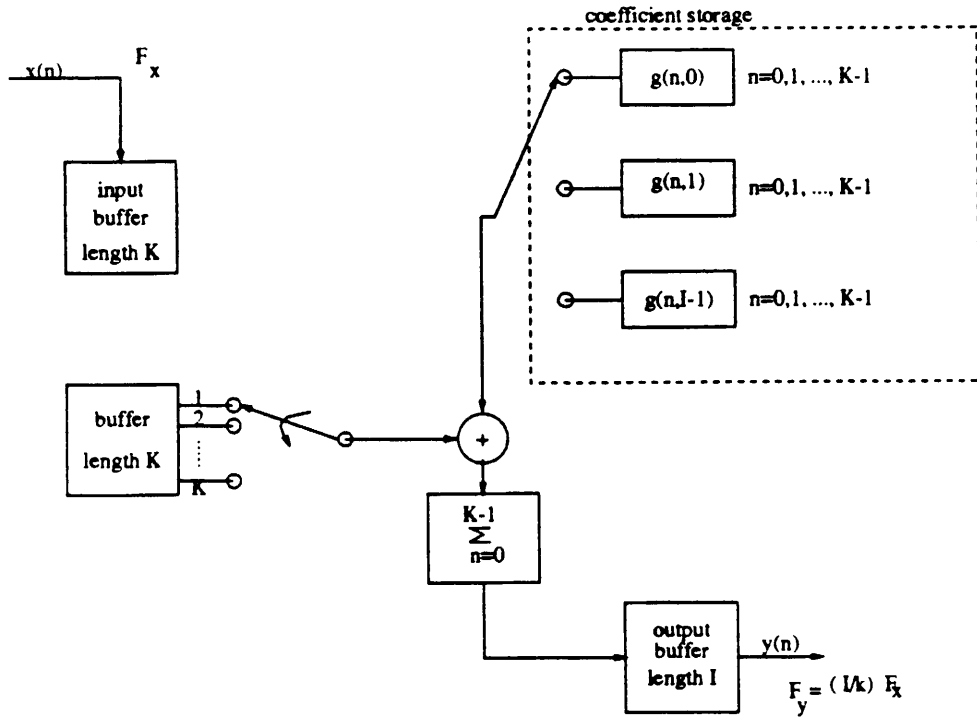 coefficient storage
F x
x(n)
g(n,0) n=0,1, ..., K-1
input
buffer
length K
g(n,1) n=0,1, ..., K-1
g(n,I-1) n=0,1, ..., K-1
buffer
length K
1
2
K
+
K-1
M
n=0
output
buffer
length I
y(n)
F y = (I/k) F x